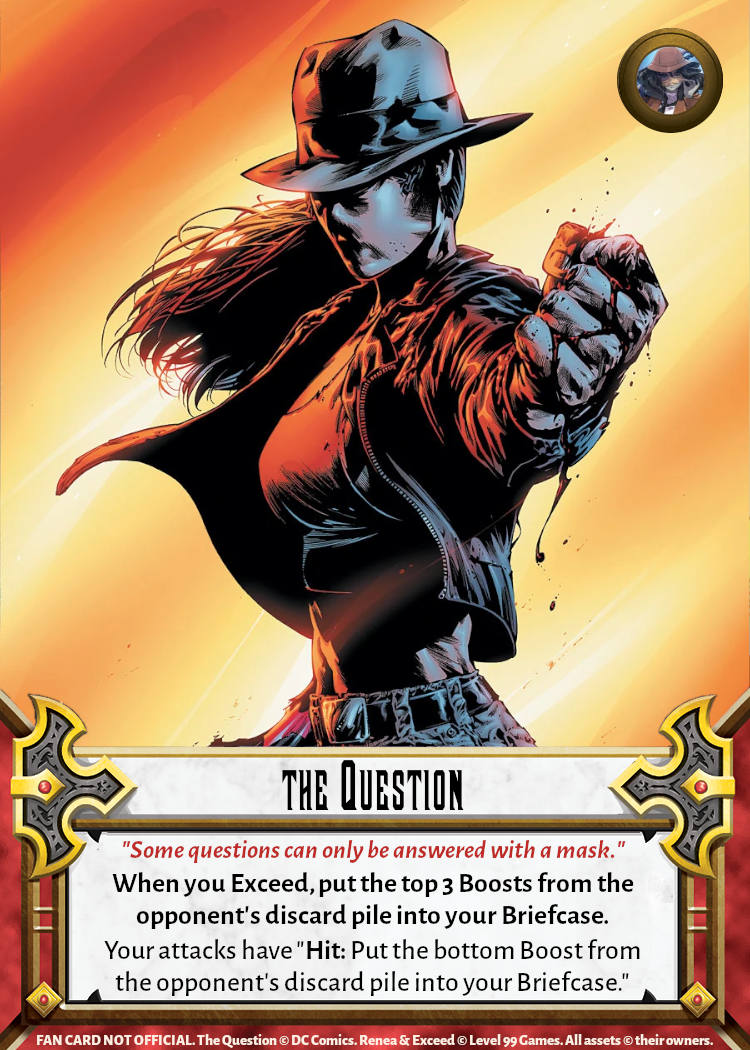 THE QUESTION
"Some questions can only be answered with a mask."
When you Exceed, put the top 3 Boosts from the
opponent's discard pile into your Briefcase.
Your attacks have "Hit: Put the bottom Boost from
the opponent's discard pile into your Briefcase."
FAN CARD NOT OFFICIAL. The Question © DC Comics. Renea & Exceed © Level 99 Games. All assets © their owners.